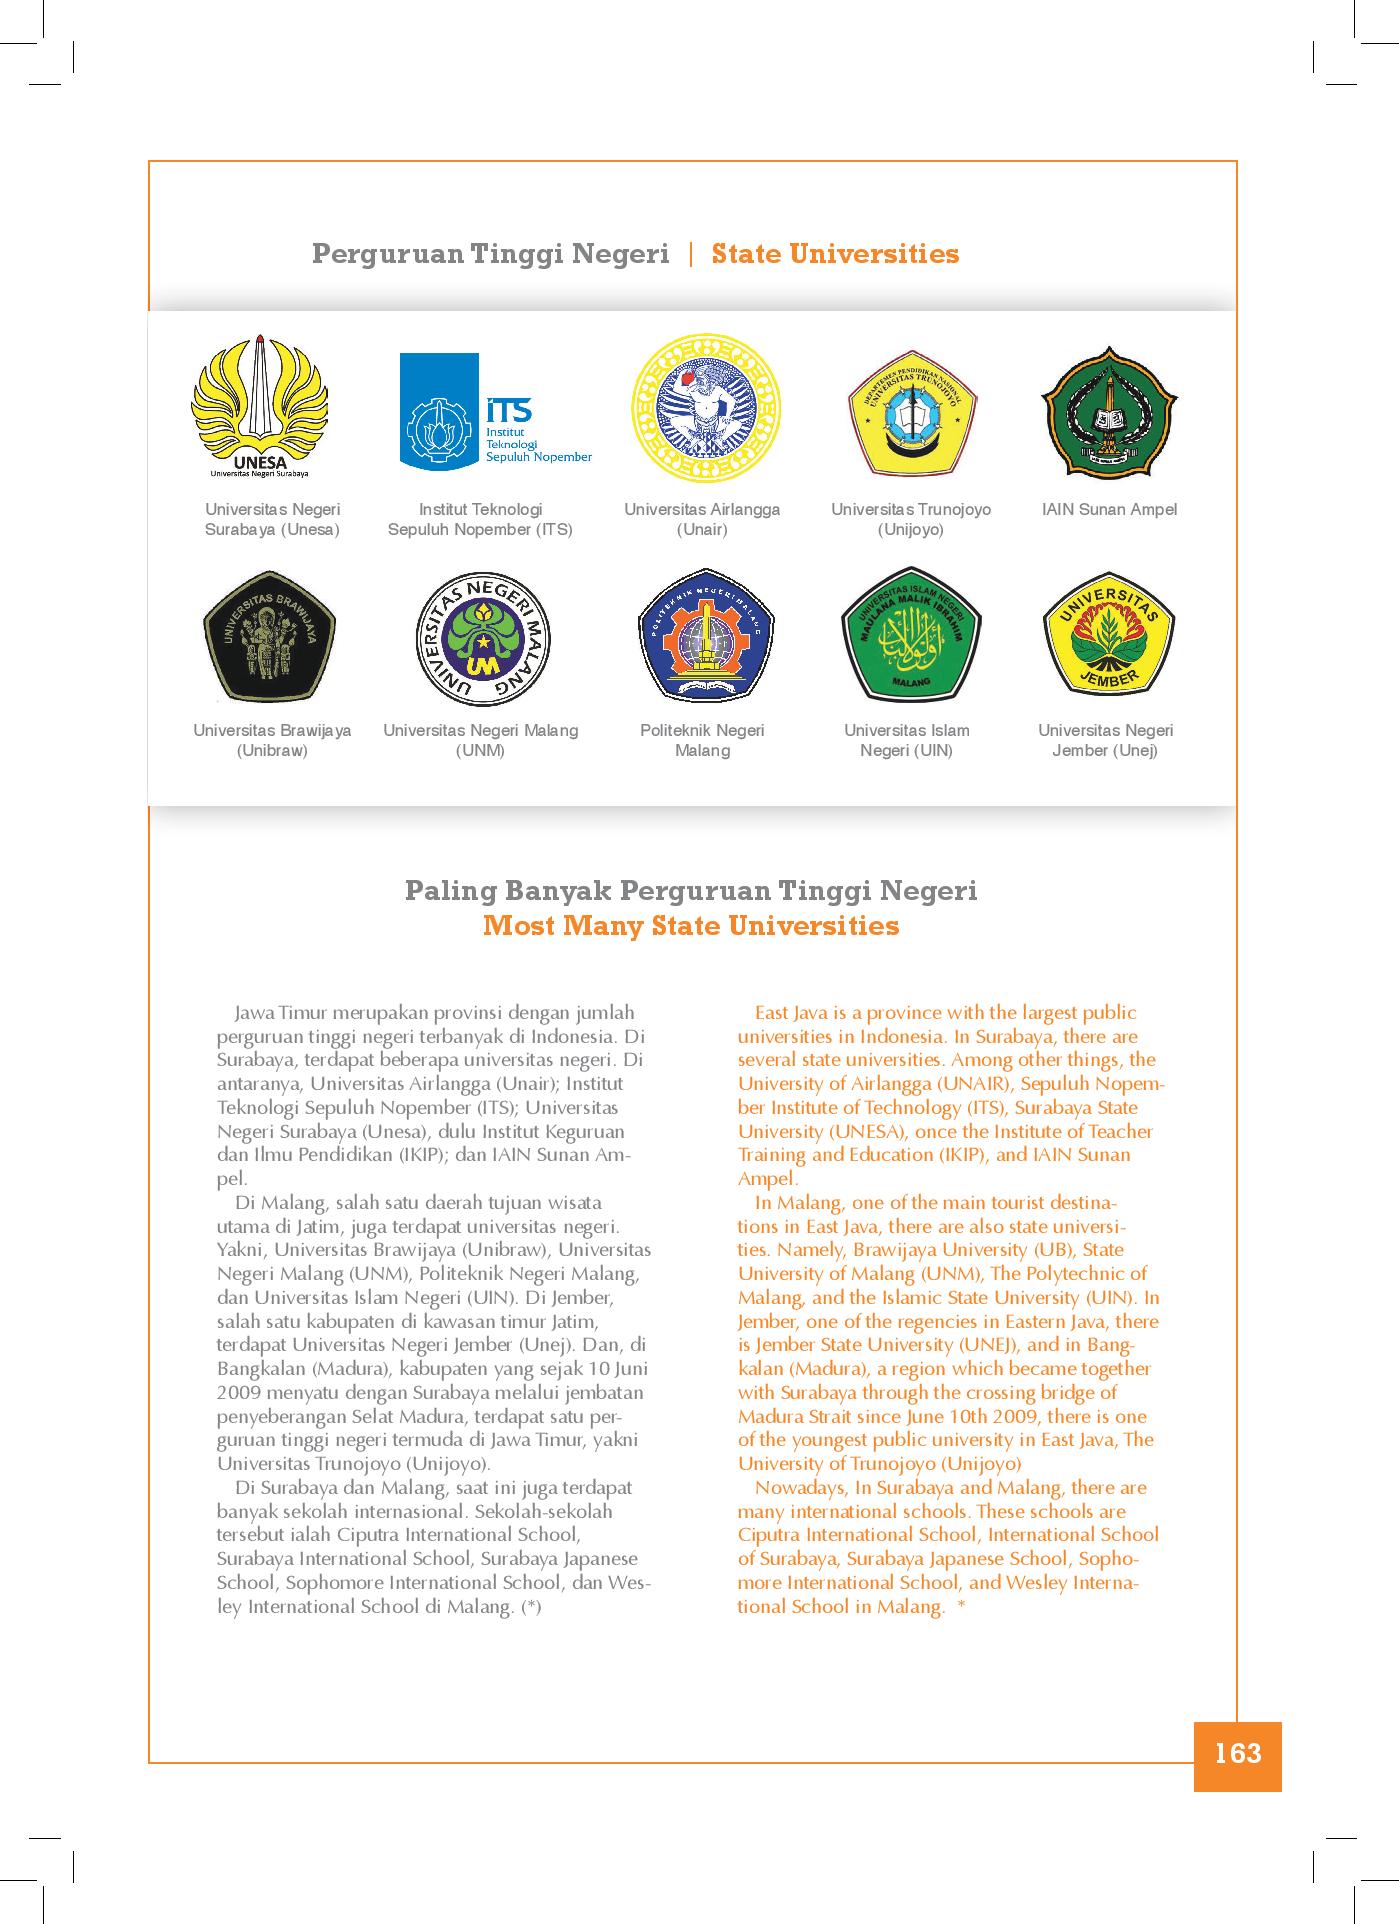 Perguruan Tinggi Negeri | State Universities
UNESA
Universitas Negeri Surabaya
ITS
Institut
Teknologi
Sepuluh Nopember
DEPARTEMEN PENDIDIKAN NASIONAL
UNIVERSITAS TRUNOJOYO
Universitas Negeri
Surabaya (Unesa)
Institut Teknologi
Sepuluh Nopember (ITS)
Universitas Airlangga
(Unair)
Universitas Trunojoyo
(Unijoyo)
IAIN Sunan Ampel
UNIVERSITAS BRAWIJAYA
UNIVERSITAS NEGERI MALANG
UM
POLITEKNIK NEGERI MALANG
UNIVERSITAS ISLAM NEGERI
MAULANA MALIK IBRAHIM
MALANG
UNIVERSITAS
JEMBER
Universitas Brawijaya
(Unibraw)
Universitas Negeri Malang
(UNM)
Politeknik Negeri
Malang
Universitas Islam
Negeri (UIN)
Universitas Negeri
Jember (Unej)
Paling Banyak Perguruan Tinggi Negeri
Most Many State Universities
Jawa Timur merupakan provinsi dengan jumlah
perguruan tinggi negeri terbanyak di Indonesia. Di
Surabaya, terdapat beberapa universitas negeri. Di
antaranya, Universitas Airlangga (Unair); Institut
Teknologi Sepuluh Nopember (ITS); Universitas
Negeri Surabaya (Unesa), dulu Institut Keguruan
dan Ilmu Pendidikan (IKIP); dan IAIN Sunan Am-
pel.
Di Malang, salah satu daerah tujuan wisata
utama di Jatim, juga terdapat universitas negeri.
Yakni, Universitas Brawijaya (Unibraw), Universitas
Negeri Malang (UNM), Politeknik Negeri Malang,
dan Universitas Islam Negeri (UIN). Di Jember,
salah satu kabupaten di kawasan timur Jatim,
terdapat Universitas Negeri Jember (Unej). Dan, di
Bangkalan (Madura), kabupaten yang sejak 10 Juni
2009 menyatu dengan Surabaya melalui jembatan
penyeberangan Selat Madura, terdapat satu per-
guruan tinggi negeri termuda di Jawa Timur, yakni
Universitas Trunojoyo (Unijoyo).
Di Surabaya dan Malang, saat ini juga terdapat
banyak sekolah internasional. Sekolah-sekolah
tersebut ialah Ciputra International School,
Surabaya International School, Surabaya Japanese
School, Sophomore International School, dan Wes-
ley International School di Malang. (*)
East Java is a province with the largest public
universities in Indonesia. In Surabaya, there are
several state universities. Among other things, the
University of Airlangga (UNAIR), Sepuluh Nopem-
ber Institute of Technology (ITS), Surabaya State
University (UNESA), once the Institute of Teacher
Training and Education (IKIP), and IAIN Sunan
Ampel.
In Malang, one of the main tourist destina-
tions in East Java, there are also state universi-
ties. Namely, Brawijaya University (UB), State
University of Malang (UNM), The Polytechnic of
Malang, and the Islamic State University (UIN). In
Jember, one of the regencies in Eastern Java, there
is Jember State University (UNEJ), and in Bang-
kalan (Madura), a region which became together
with Surabaya through the crossing bridge of
Madura Strait since June 10th 2009, there is one
of the youngest public university in East Java, The
University of Trunojoyo (Unijoyo)
Nowadays, In Surabaya and Malang, there are
many international schools. These schools are
Ciputra International School, International School
of Surabaya, Surabaya Japanese School, Sopho-
more International School, and Wesley Interna-
tional School in Malang. *
163